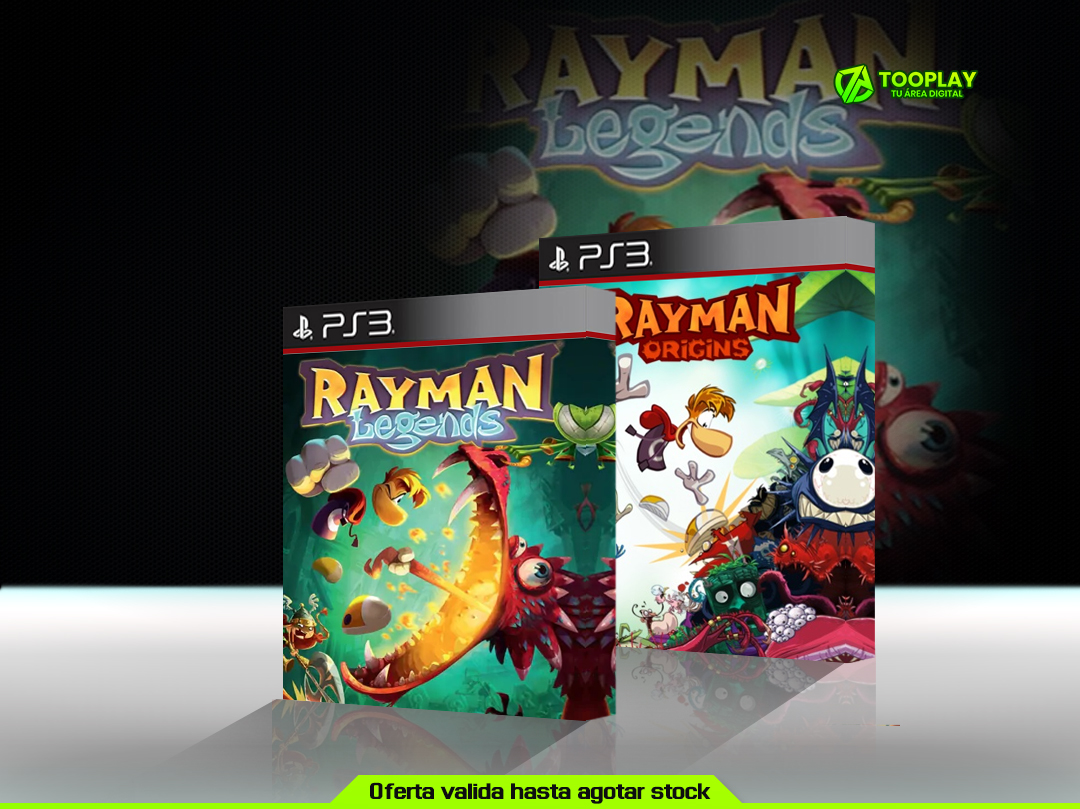 RAYMAN
Legends
TOOPLAY
TU ÁREA DIGITAL
PS3
RAYMAN
ORIGINS
PS3
RAYMAN
Legends
Oferta valida hasta agotar stock